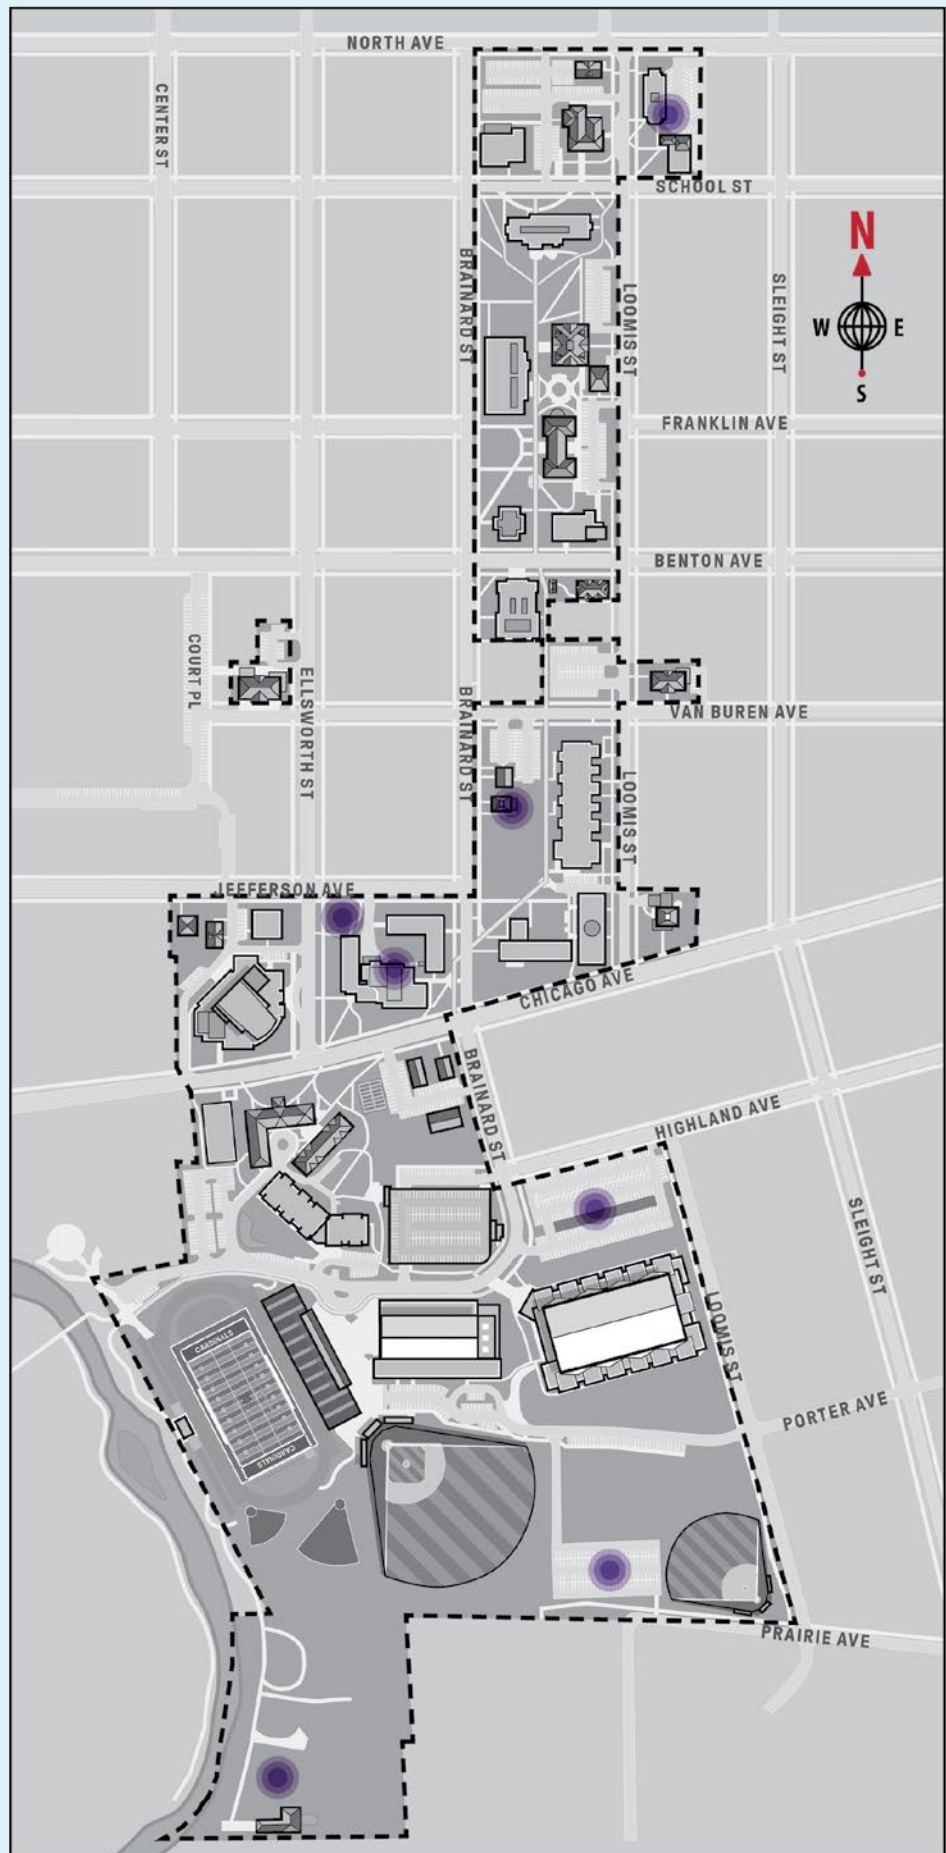 NORTH AVE
CENTER ST
SCHOOL ST
BRAINARD ST
LOOMIS ST
SLEIGHT ST
N
W
E
S
FRANKLIN AVE
BENTON AVE
COURT PL
ELLSWORTH ST
BRAINARD ST
VAN BUREN AVE
LOOMIS ST
JEFFERSON AVE
CHICAGO AVE
BRAINARD ST
HIGHLAND AVE
SLEIGHT ST
LOOMIS ST
CARDINALS
PORTER AVE
CARDINALS
PRAIRIE AVE